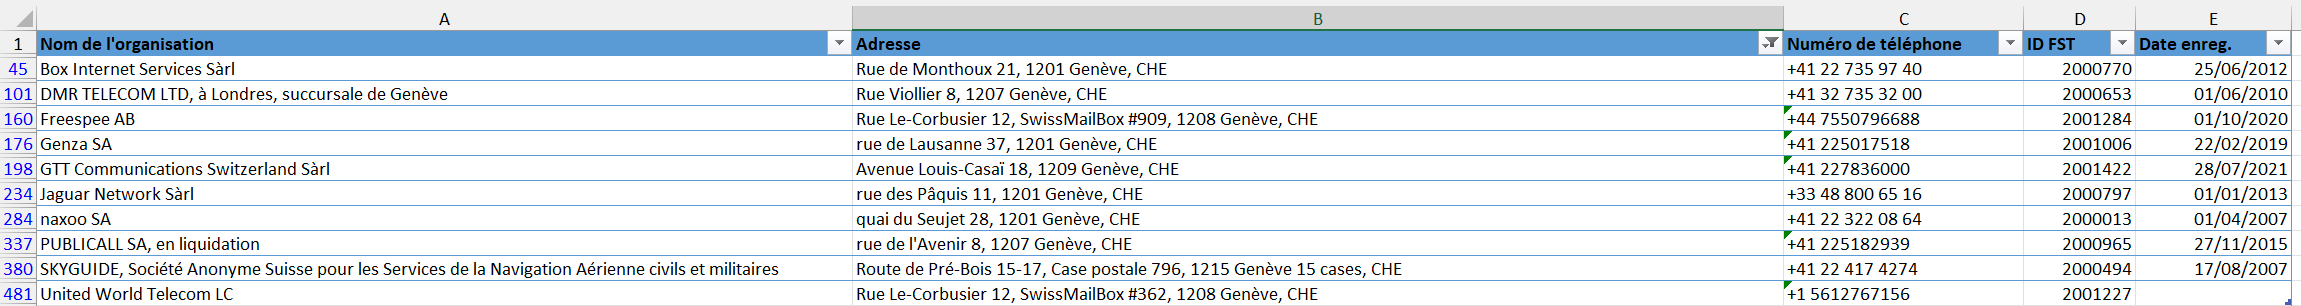 A B C D E
1 Nom de l'organisation Adresse Numéro de téléphone ID FST Date enreg.
45 Box Internet Services Sàrl Rue de Monthoux 21, 1201 Genève, CHE +41 22 735 97 40 2000770 25/06/2012
101 DMR TELECOM LTD, à Londres, succursale de Genève Rue Viollier 8, 1207 Genève, CHE +41 32 735 32 00 2000653 01/06/2010
160 Freespee AB Rue Le-Corbusier 12, SwissMailBox #909, 1208 Genève, CHE +44 7550796688 2001284 01/10/2020
176 Genza SA rue de Lausanne 37, 1201 Genève, CHE +41 225017518 2001006 22/02/2019
198 GTT Communications Switzerland Sàrl Avenue Louis-Casaï 18, 1209 Genève, CHE +41 227836000 2001422 28/07/2021
234 Jaguar Network Sàrl rue des Pâquis 11, 1201 Genève, CHE +33 48 800 65 16 2000797 01/01/2013
284 naxoo SA quai du Seujet 28, 1201 Genève, CHE +41 22 322 08 64 2000013 01/04/2007
337 PUBLICALL SA, en liquidation rue de l'Avenir 8, 1207 Genève, CHE +41 225182939 2000965 27/11/2015
380 SKYGUIDE, Société Anonyme Suisse pour les Services de la Navigation Aérienne civils et militaires Route de Pré-Bois 15-17, Case postale 796, 1215 Genève 15 cases, CHE +41 22 417 4274 2000494 17/08/2007
481 United World Telecom LC Rue Le-Corbusier 12, SwissMailBox #362, 1208 Genève, CHE +1 5612767156 2001227